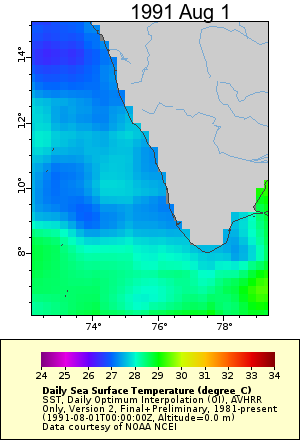 1991 Aug 1
14°
12°
10°
8°
74° 76° 78°
24 25 26 27 28 29 30 31 32 33 34
Daily Sea Surface Temperature (degree_C)
SST, Daily Optimum Interpolation (OI), AVHRR
Only, Version 2, Final+Preliminary, 1981-present
(1991-08-01T00:00:00Z, Altitude=0.0 m)
Data courtesy of NOAA NCEI